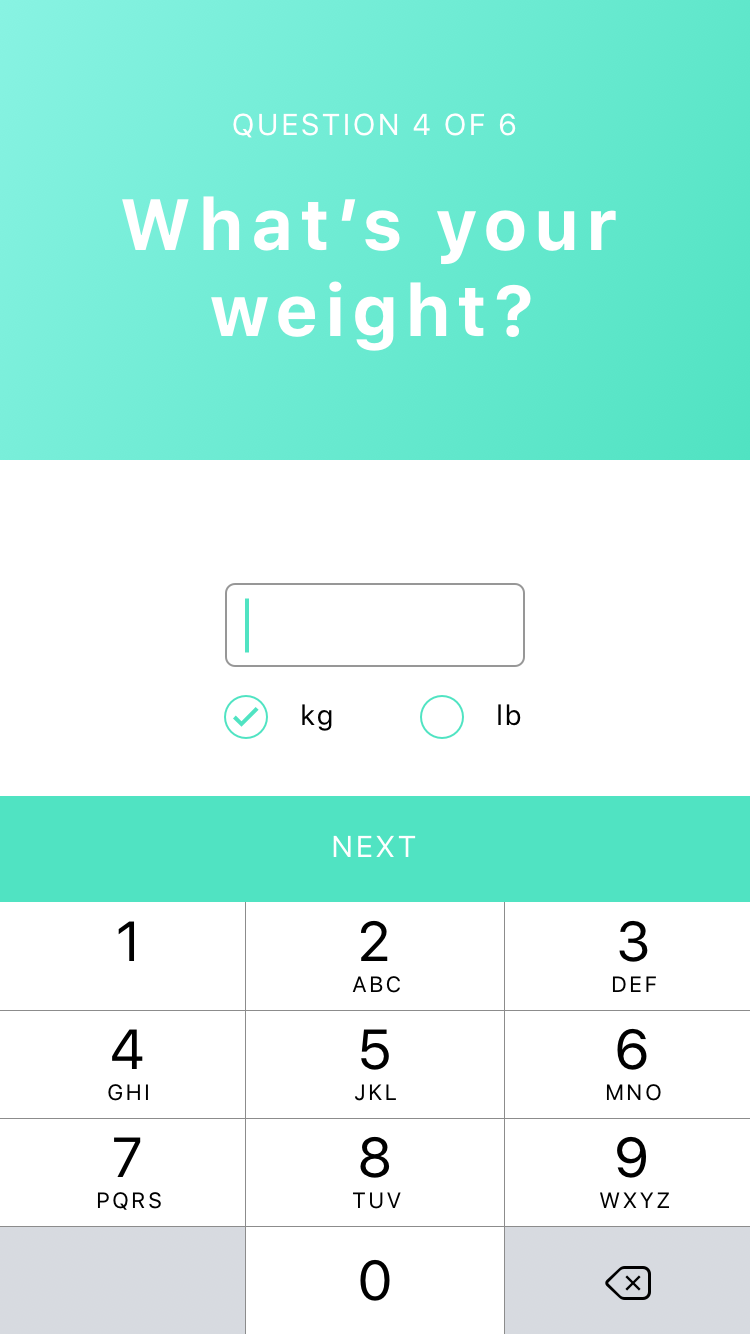 QUESTION 4 OF 6
What’s your
weight?
kg lb
NEXT
1 2 3
ABC DEF
4 5 6
GHI JKL MNO
7 8 9
PQRS TUV WXYZ
0